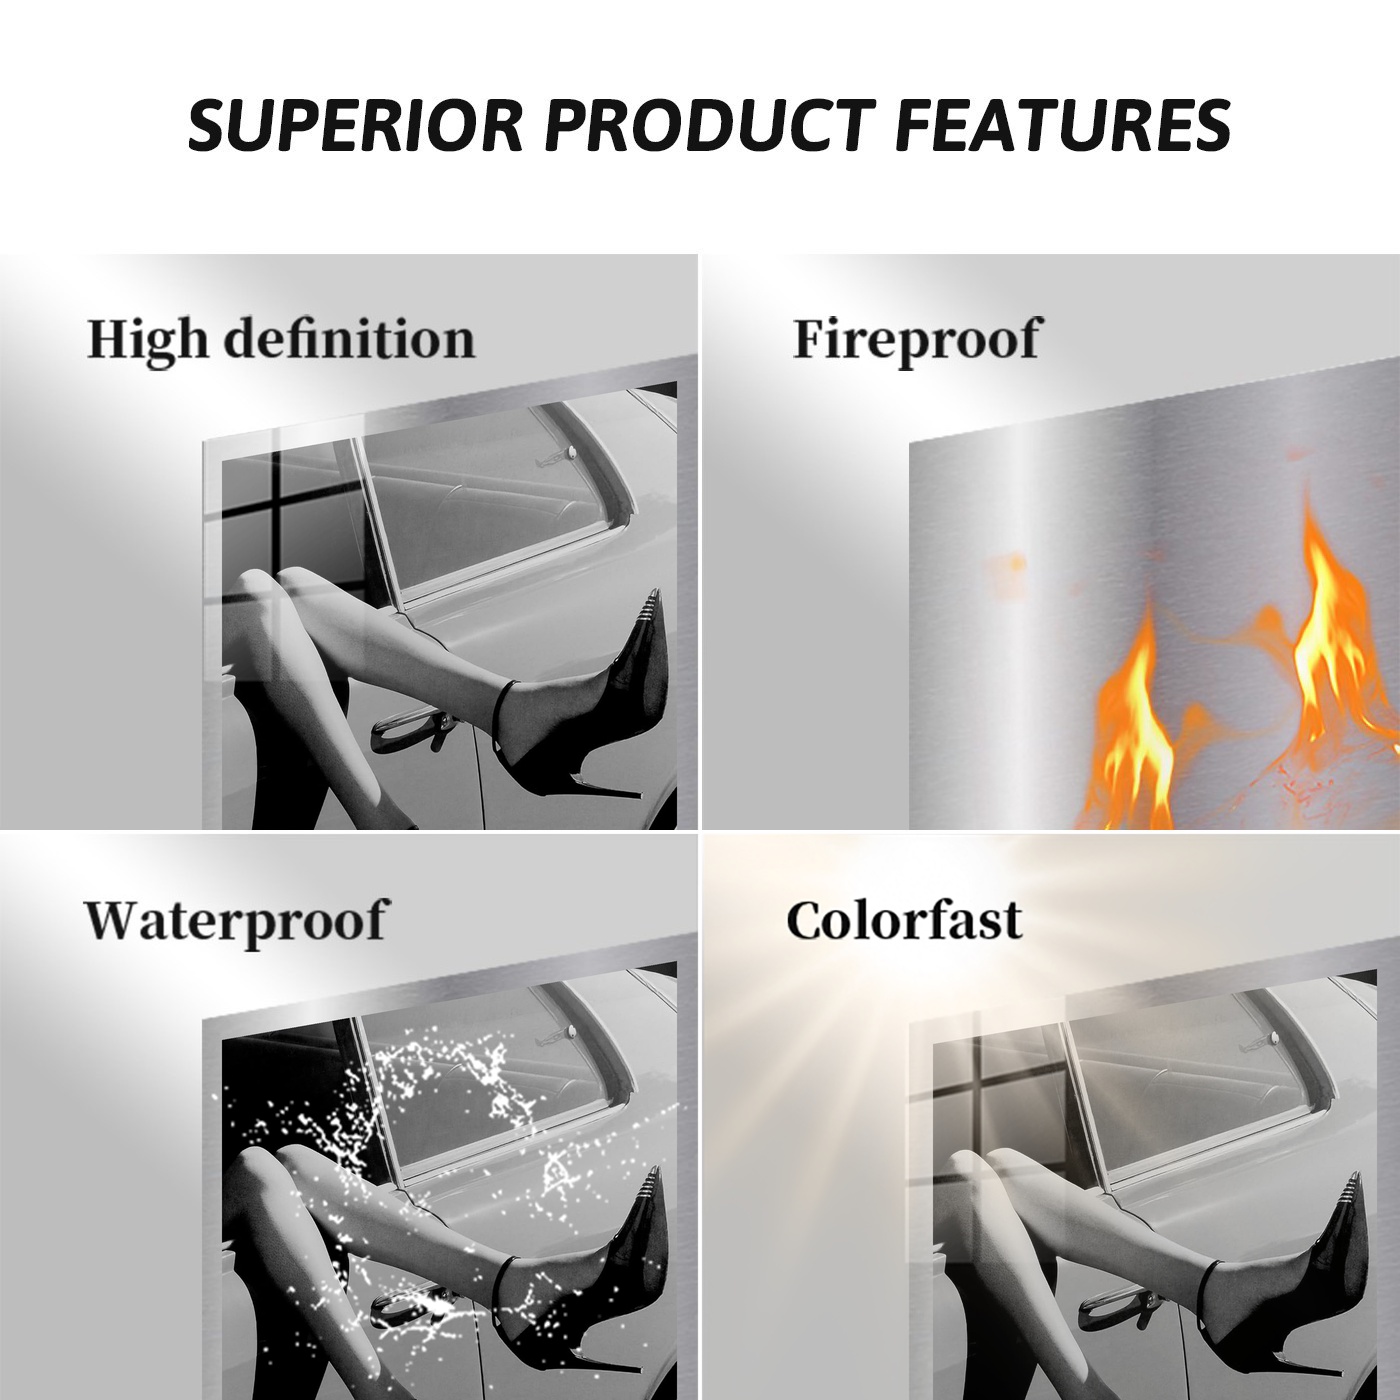 SUPERIOR PRODUCT FEATURES
High definition
Fireproof
Waterproof
Colorfast